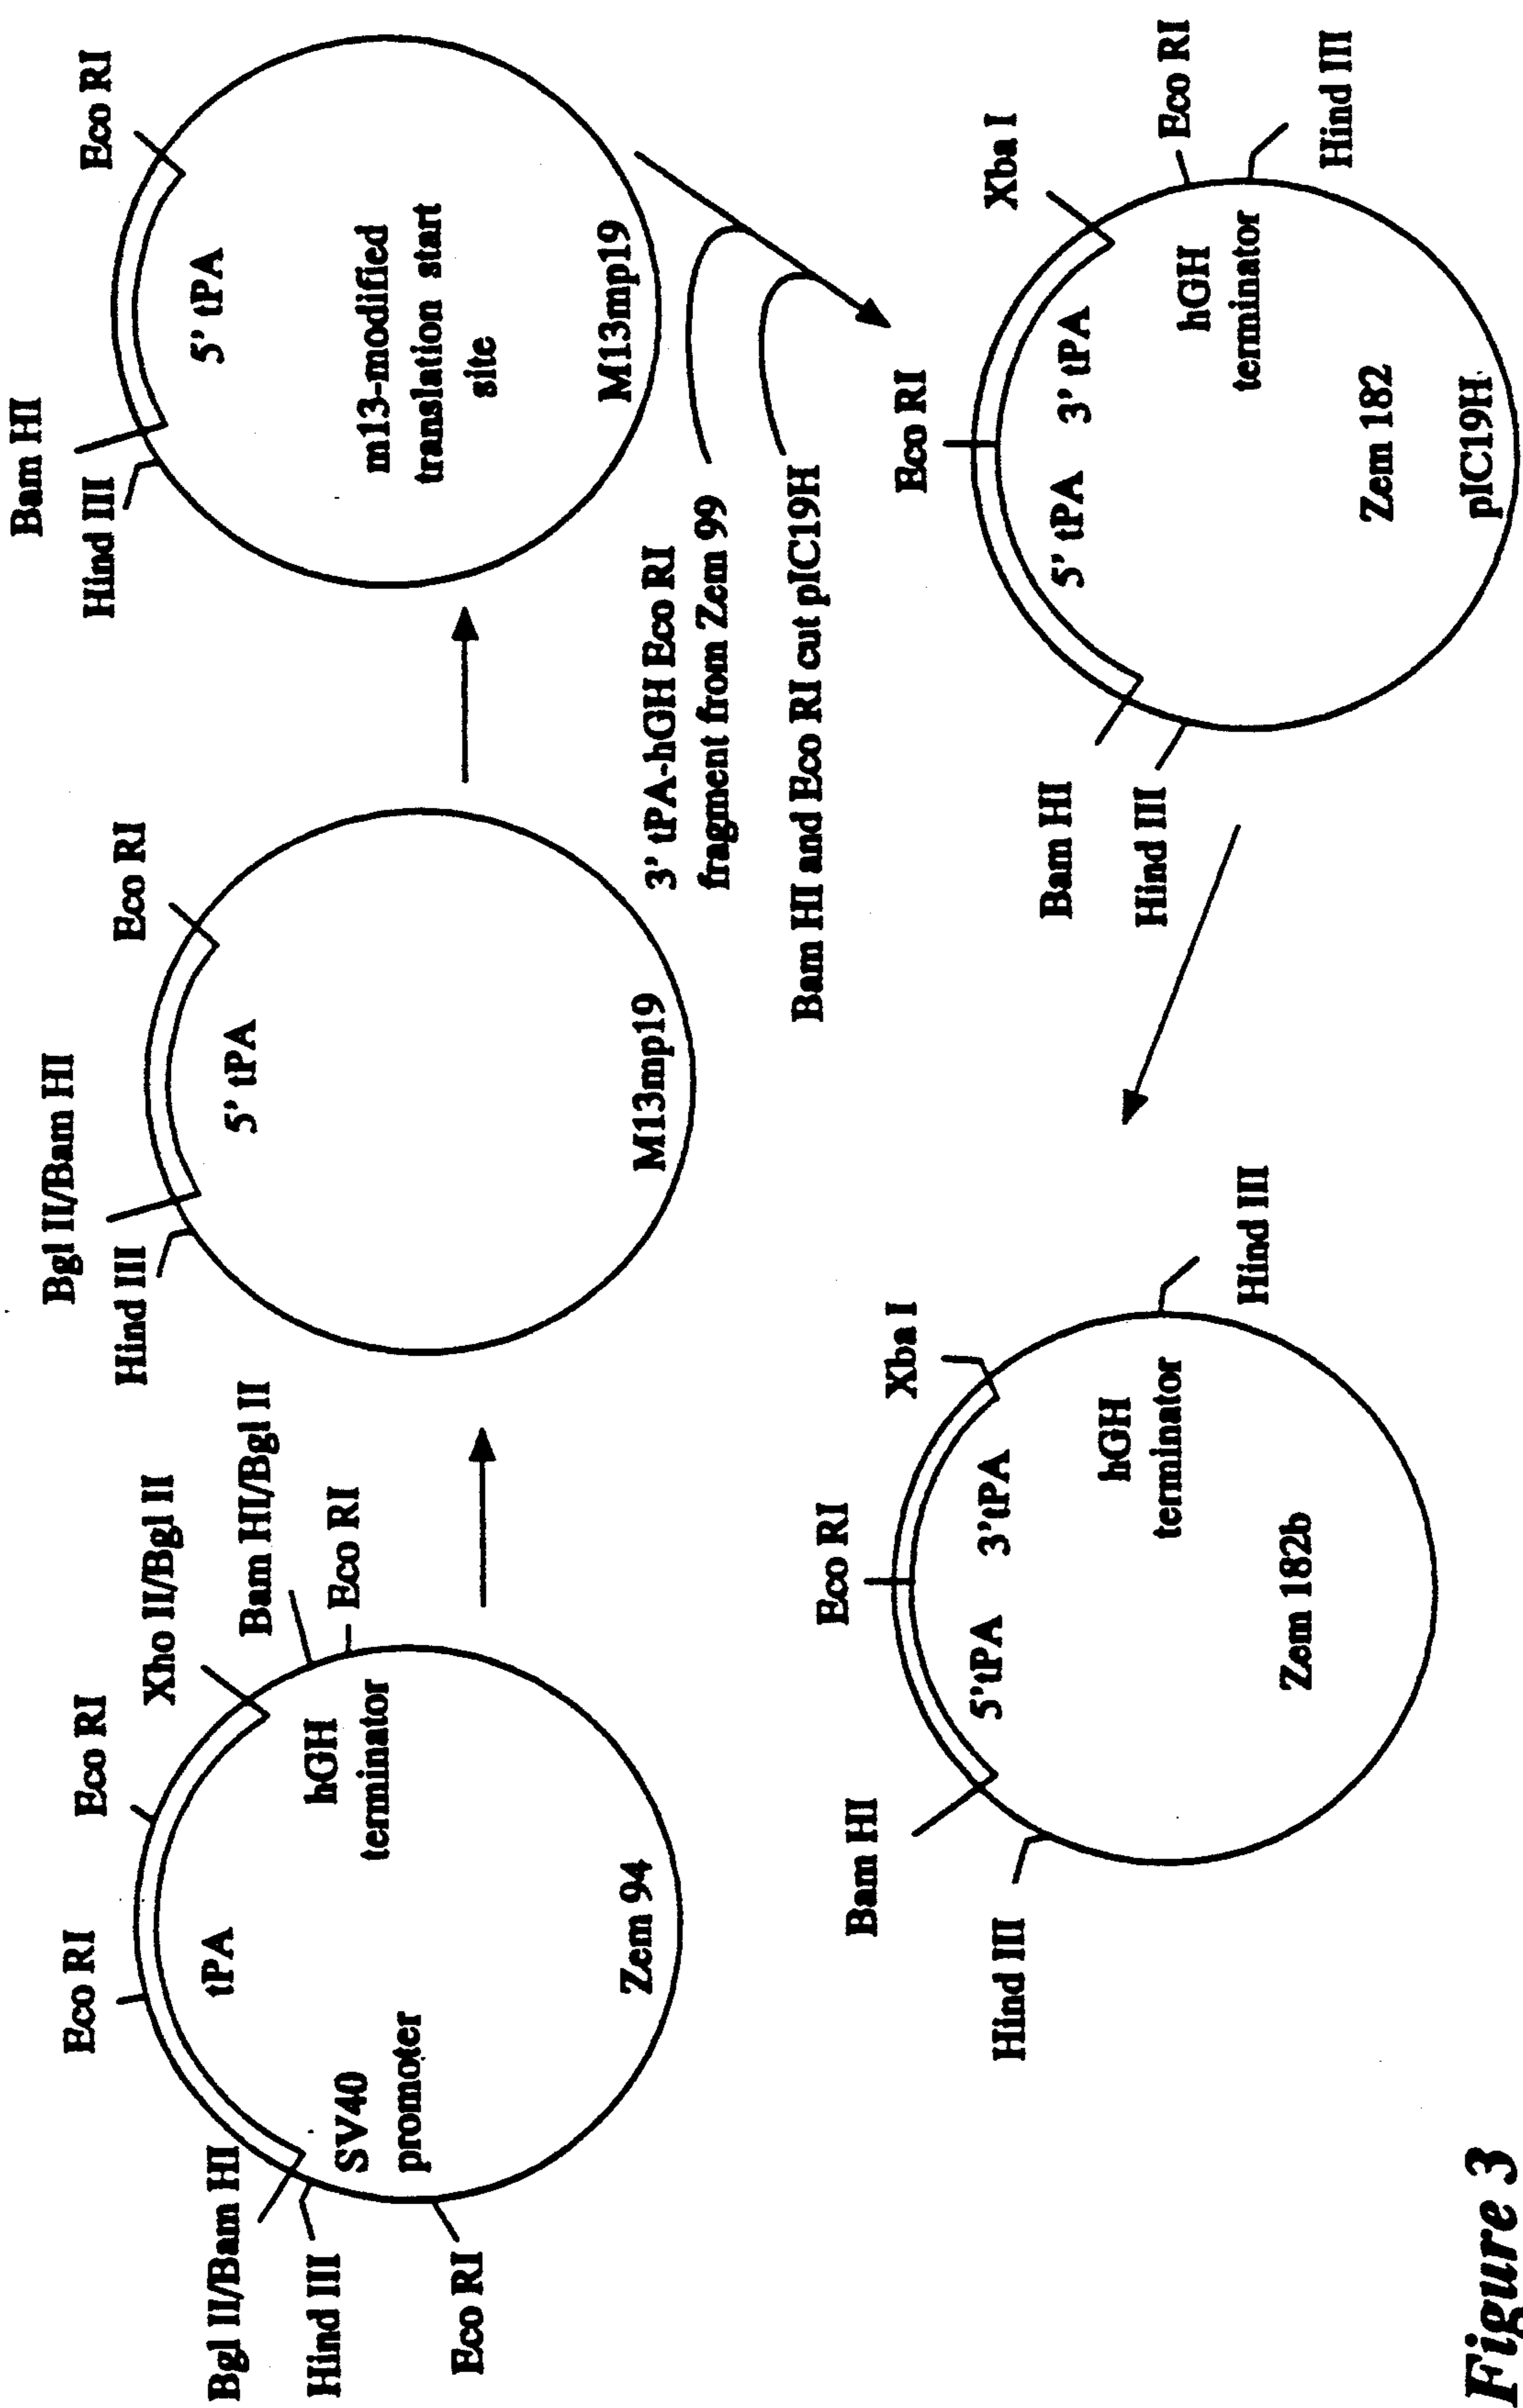 Bgl II/Bam HI
Hind III
Eco RI
Eco RI
Eco RI
Xho II/Bgl II
Bam HI/Bgl II
Eco RI
tPA
SV40
promoter
hGH
terminator
Zem 94
Bgl II/Bam HI
Hind III
Eco RI
5' tPA
M13mp19
Bam HI
Hind III
Eco RI
5' tPA
m13-modified
translation start
site
M13mp19
3' tPA-hGH Eco RI
fragment from Zem 99
Bam HI and Eco RI cut pIC19H
Bam HI
Hind III
Eco RI
Xba I
Eco RI
Hind III
5' tPA 3' tPA
hGH
terminator
Zem 182
pIC19H
Hind III
Bam HI
Eco RI
Xba I
Hind III
5'tPA 3'tPA
hGH
terminator
Zem 182b
Figure 3